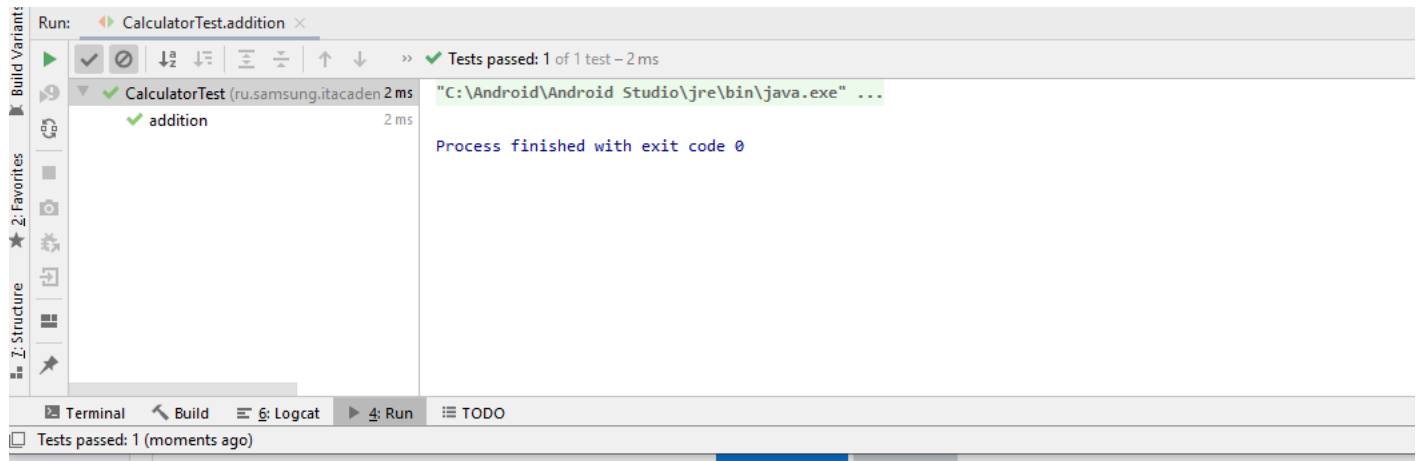 Run: CalculatorTest.addition
Tests passed: 1 of 1 test – 2 ms
CalculatorTest (ru.samsung.itacaden 2 ms
addition 2 ms
"C:\Android\Android Studio\jre\bin\java.exe" ...
Process finished with exit code 0
Build Variants
2: Favorites
7: Structure
Terminal Build 6: Logcat 4: Run TODO
Tests passed: 1 (moments ago)